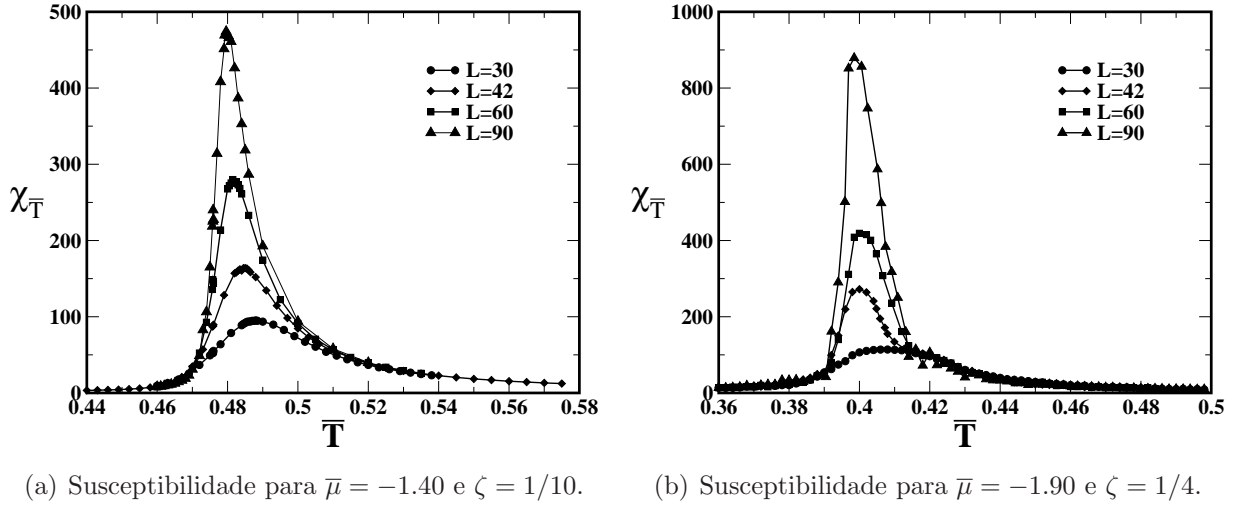 500
400
300
200
100
0
χ_T̅
L=30
L=42
L=60
L=90
0.44 0.46 0.48 0.5 0.52 0.54 0.56 0.58
T̅
1000
800
600
400
200
0
χ_T̅
L=30
L=42
L=60
L=90
0.36 0.38 0.4 0.42 0.44 0.46 0.48 0.5
T̅
(a) Susceptibilidade para μ̅ = −1.40 e ζ = 1/10.
(b) Susceptibilidade para μ̅ = −1.90 e ζ = 1/4.